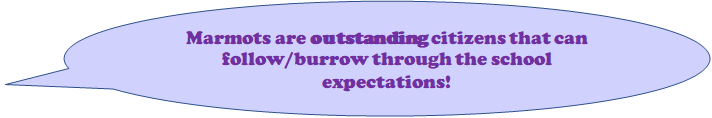 Marmots are outstanding citizens that can
follow/burrow through the school
expectations!